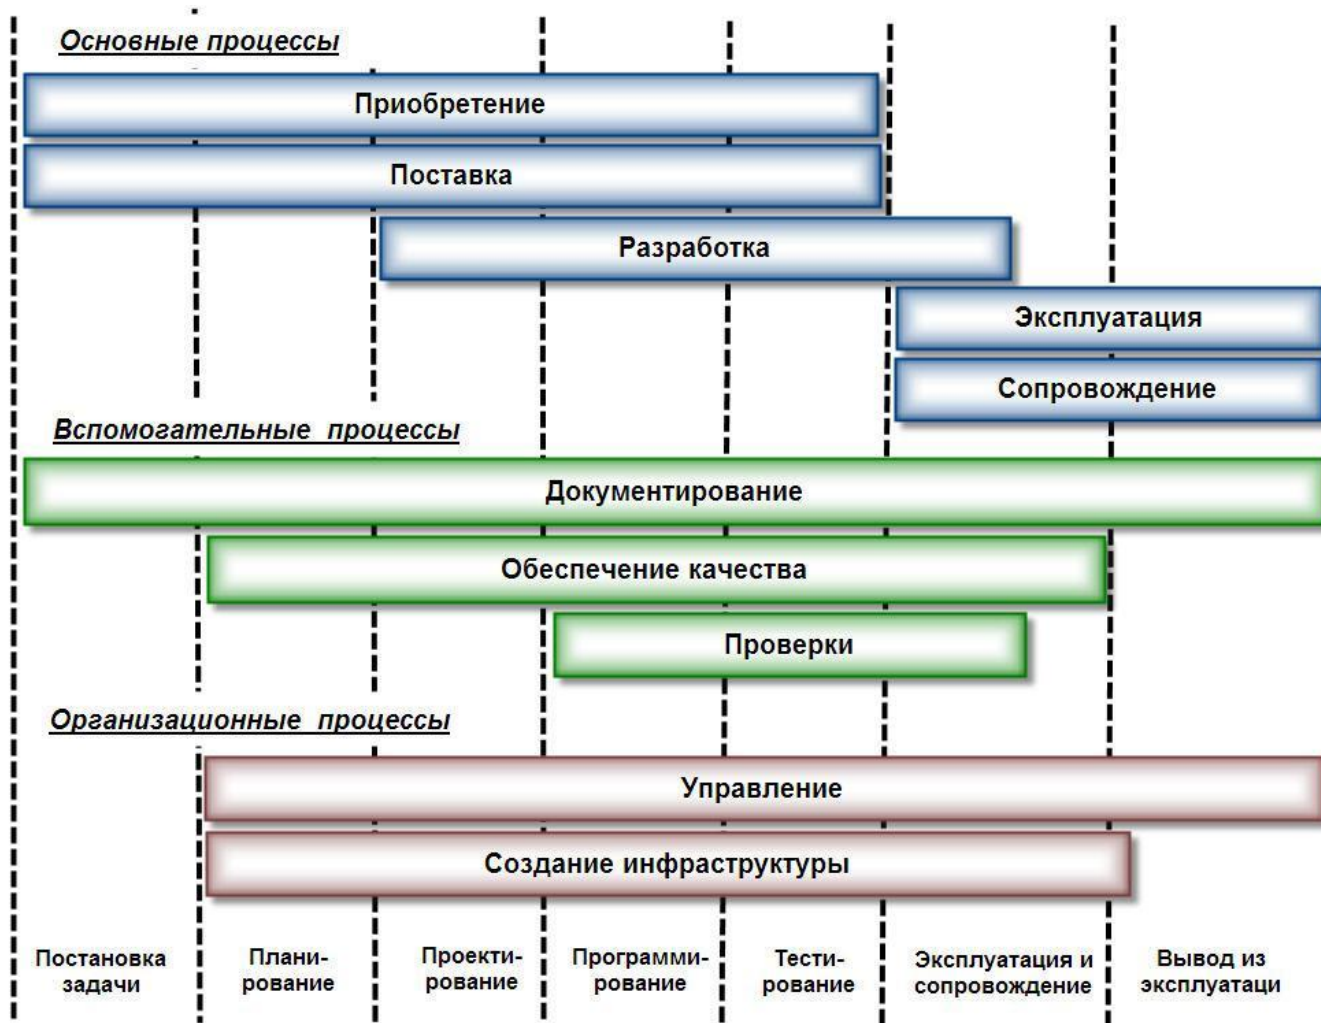 Основные процессы
Приобретение
Поставка
Разработка
Эксплуатация
Сопровождение
Вспомогательные процессы
Документирование
Обеспечение качества
Проверки
Организационные процессы
Управление
Создание инфраструктуры
Постановка
задачи
Плани-
рование
Проекти-
рование
Программи-
рование
Тести-
рование
Эксплуатация и
сопровождение
Вывод из
эксплуатаци